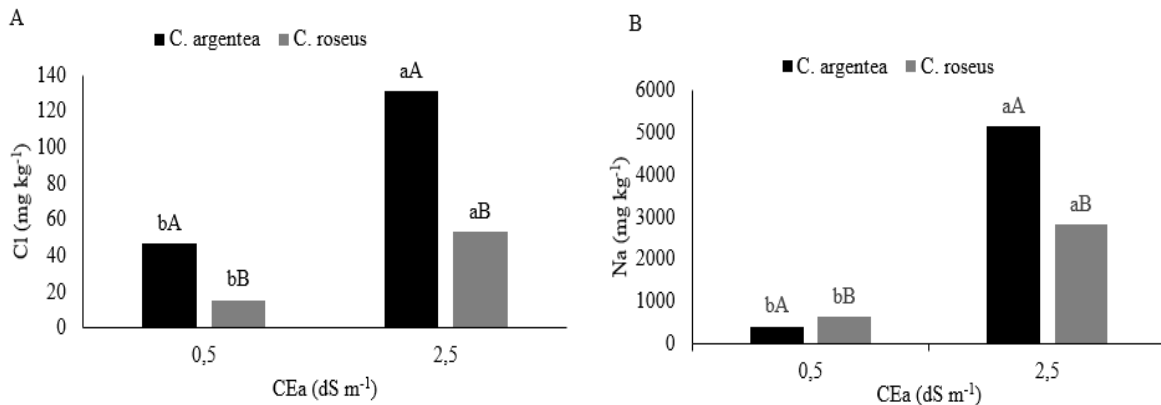 A
C. argentea C. roseus
140
120
100
80
60
40
20
0
Cl (mg kg⁻¹)
bA
bB
aA
aB
0,5 2,5
CEa (dS m⁻¹)
B
C. argentea C. roseus
6000
5000
4000
3000
2000
1000
0
Na (mg kg⁻¹)
bA
bB
aA
aB
0,5 2,5
CEa (dS m⁻¹)